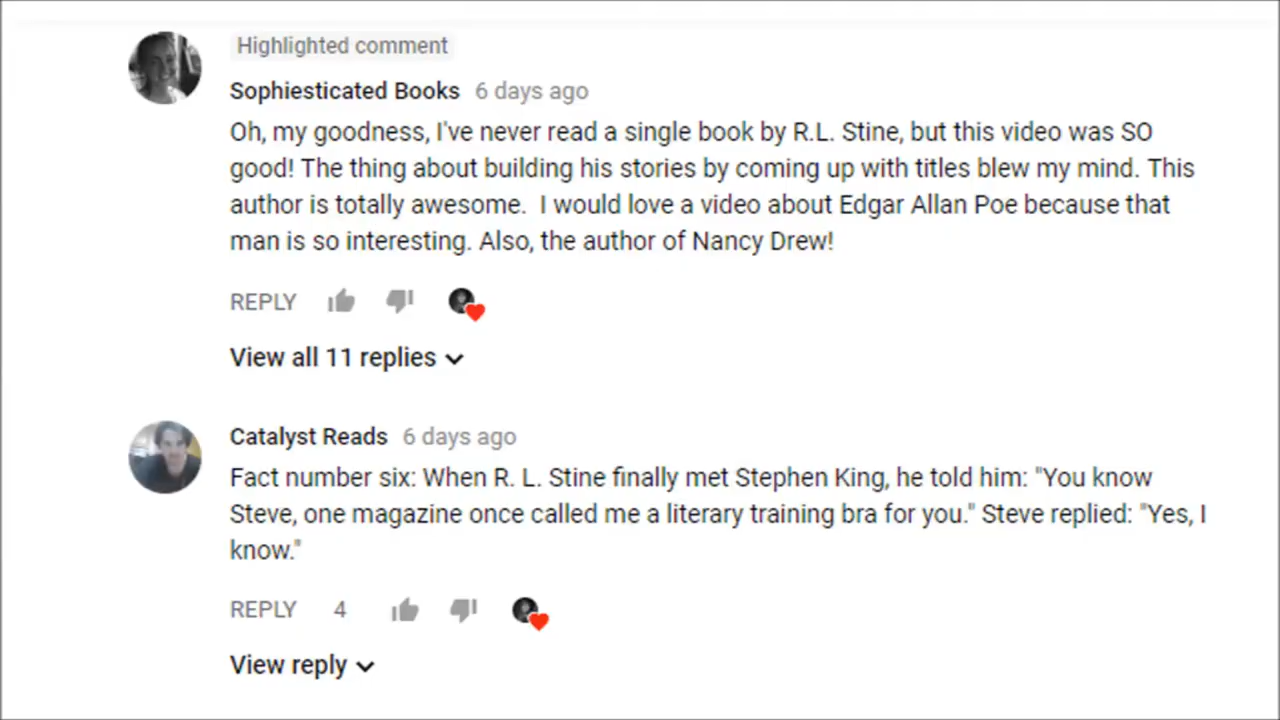 Highlighted comment
Sophiesticated Books 6 days ago
Oh, my goodness, I've never read a single book by R.L. Stine, but this video was SO
good! The thing about building his stories by coming up with titles blew my mind. This
author is totally awesome.  I would love a video about Edgar Allan Poe because that
man is so interesting. Also, the author of Nancy Drew!
REPLY
View all 11 replies
Catalyst Reads 6 days ago
Fact number six: When R. L. Stine finally met Stephen King, he told him: "You know
Steve, one magazine once called me a literary training bra for you." Steve replied: "Yes, I
know."
REPLY 4
View reply